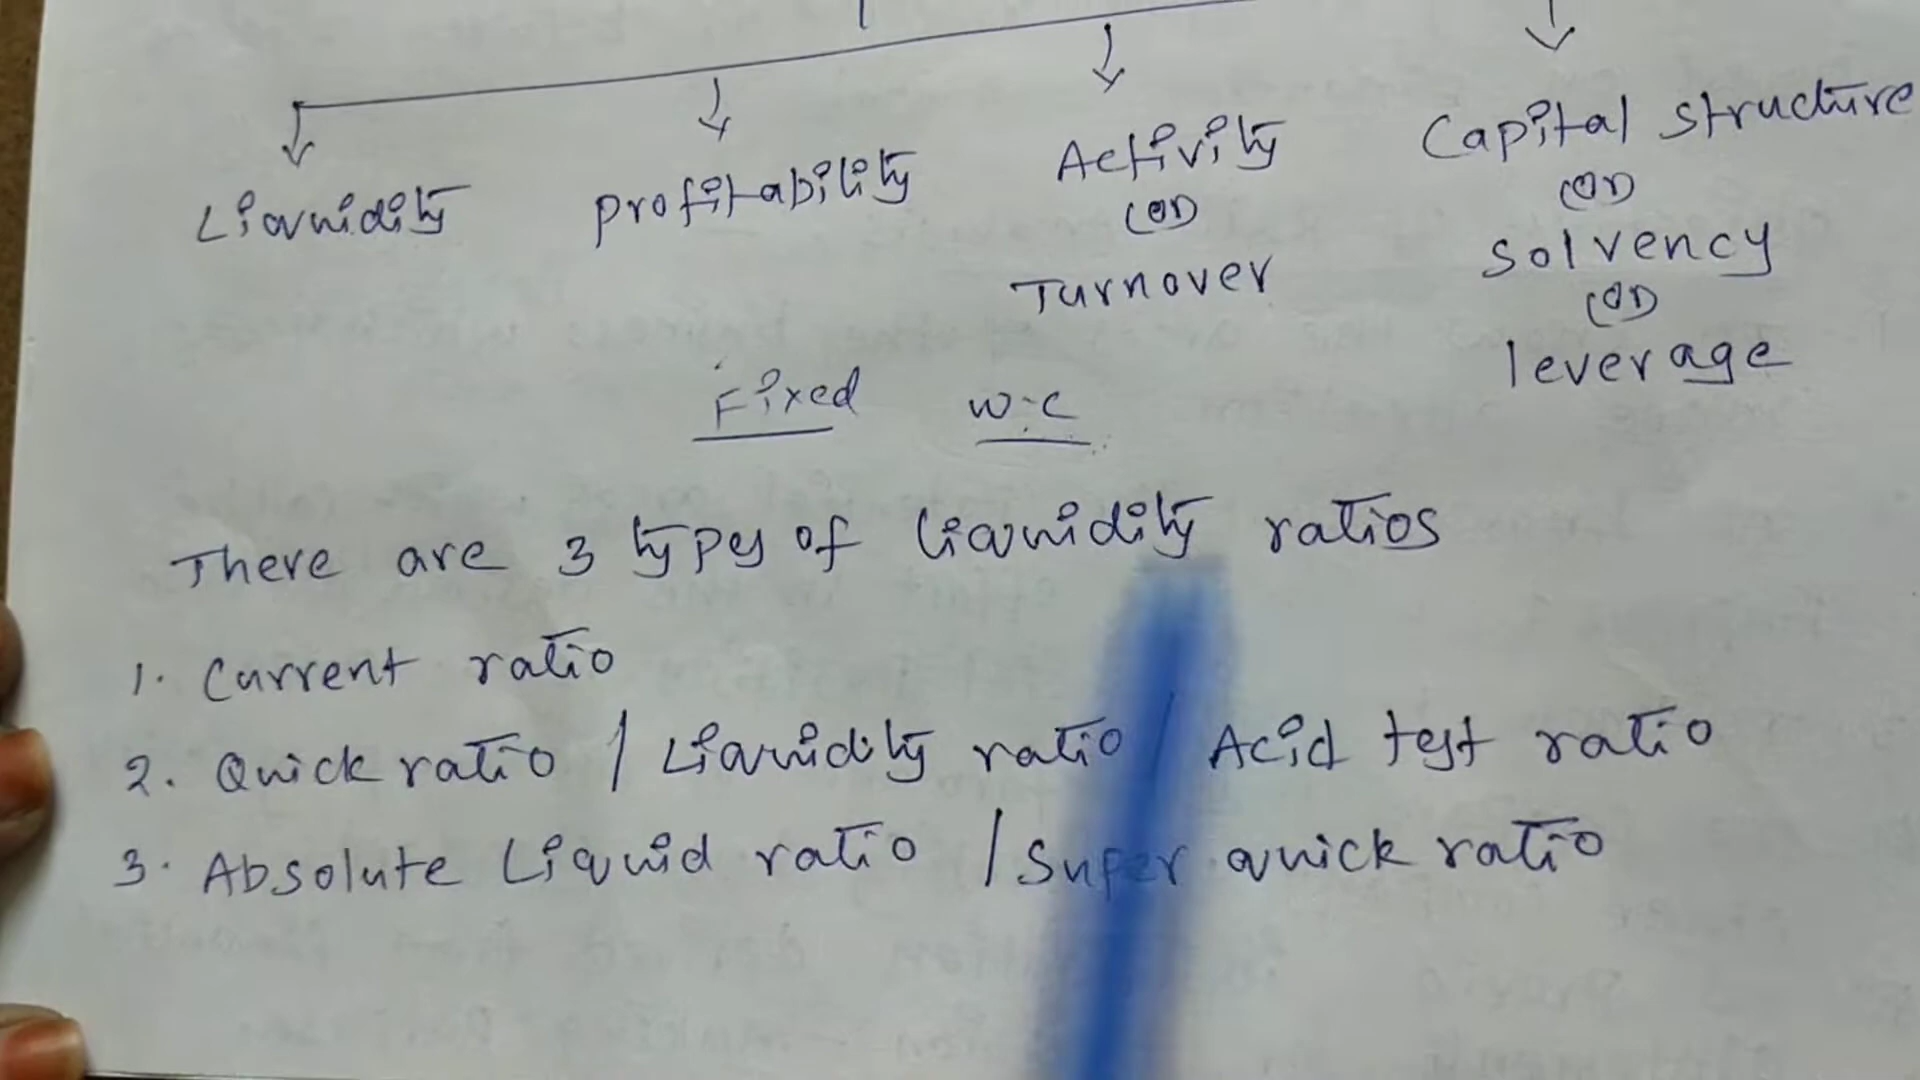 Liquidity profitability Activity Capital structure
(OR) (OR)
Turnover Solvency
(OR)
leverage
Fixed W.C
There are 3 types of liquidity ratios
1. Current ratio
2. Quick ratio / Liquidity ratio / Acid test ratio
3. Absolute Liquid ratio / Super quick ratio